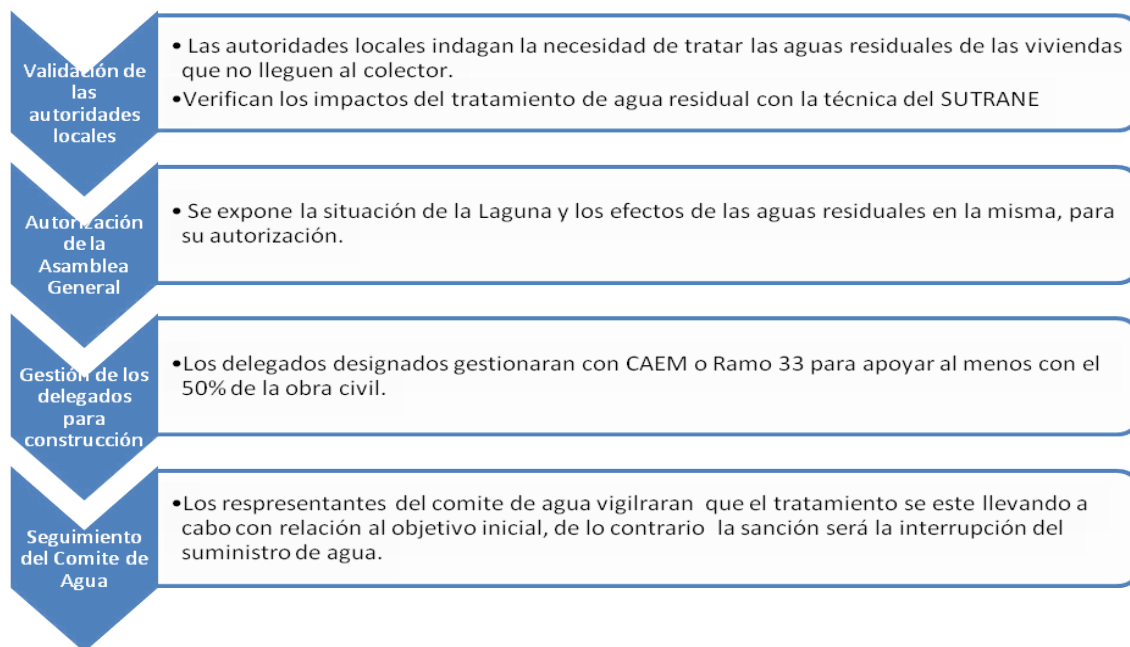 Validación de
las
autoridades
locales
• Las autoridades locales indagan la necesidad de tratar las aguas residuales de las viviendas
que no lleguen al colector.
•Verifican los impactos del tratamiento de agua residual con la técnica del SUTRANE
Autorización
de la
Asamblea
General
• Se expone la situación de la Laguna y los efectos de las aguas residuales en la misma, para
su autorización.
Gestión de los
delegados
para
construcción
•Los delegados designados gestionaran con CAEM o Ramo 33 para apoyar al menos con el
50% de la obra civil.
Seguimiento
del Comite de
Agua
•Los respresentantes del comite de agua vigilraran que el tratamiento se este llevando a
cabo con relación al objetivo inicial, de lo contrario la sanción será la interrupción del
suministro de agua.